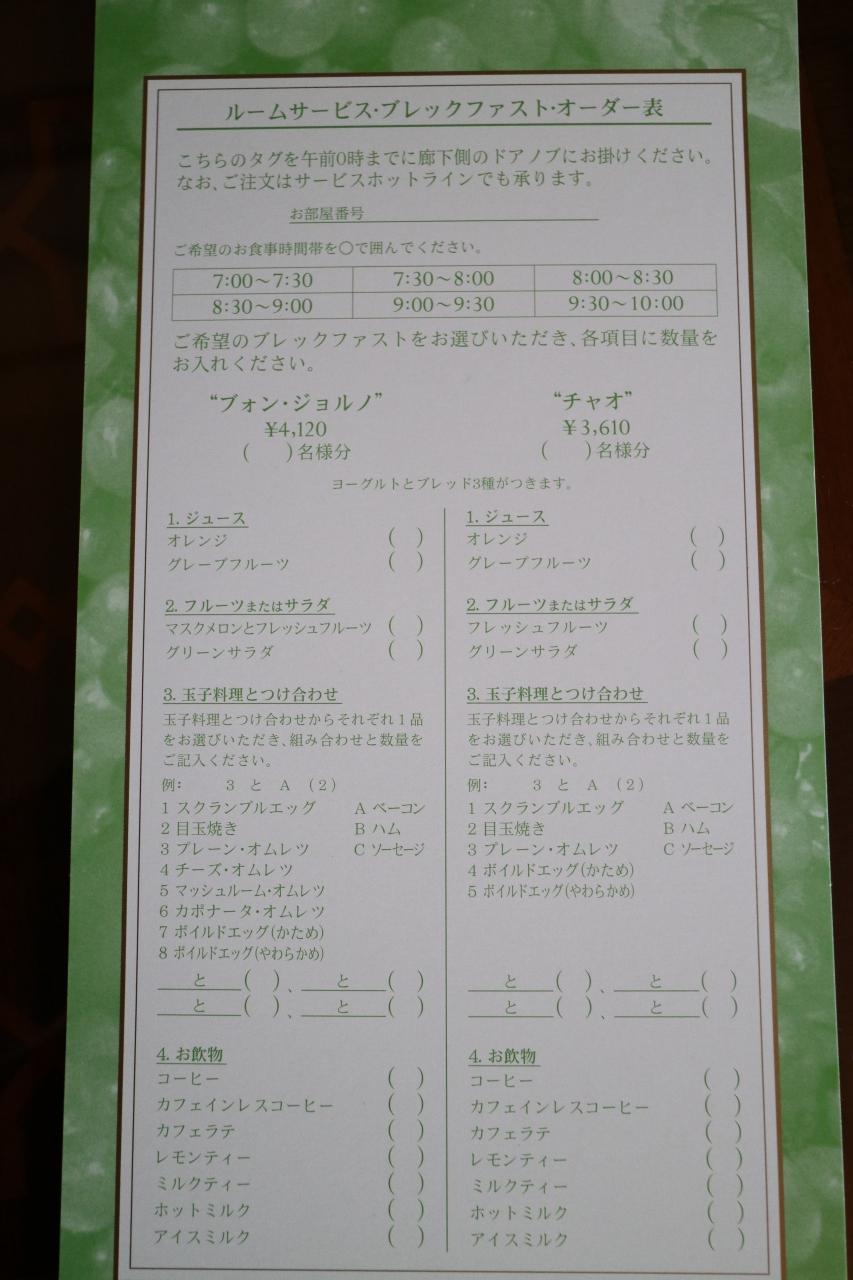 ルームサービス・ブレックファスト・オーダー表
こちらのタグを午前0時までに廊下側のドアノブにお掛けください。
なお、ご注文はサービスホットラインでも承ります。
お部屋番号
ご希望のお食事時間帯を○で囲んでください。
7:00〜7:30 7:30〜8:00 8:00〜8:30
8:30〜9:00 9:00〜9:30 9:30〜10:00
ご希望のブレックファストをお選びいただき、各項目に数量を
お入れください。
“ブォン・ジョルノ”
¥4,120
(　　)名様分
“チャオ”
¥3,610
(　　)名様分
ヨーグルトとブレッド3種がつきます。
1. ジュース
オレンジ (　)
グレープフルーツ (　)
2. フルーツまたはサラダ
マスクメロンとフレッシュフルーツ (　)
グリーンサラダ (　)
3. 玉子料理とつけ合わせ
玉子料理とつけ合わせからそれぞれ1品
をお選びいただき、組み合わせと数量を
ご記入ください。
例: 3 と A (2)
1 スクランブルエッグ A ベーコン
2 目玉焼き B ハム
3 プレーン・オムレツ C ソーセージ
4 チーズ・オムレツ
5 マッシュルーム・オムレツ
6 カポナータ・オムレツ
7 ボイルドエッグ(かため)
8 ボイルドエッグ(やわらかめ)
と (　)、 と (　)
と (　)、 と (　)
4. お飲物
コーヒー (　)
カフェインレスコーヒー (　)
カフェラテ (　)
レモンティー (　)
ミルクティー (　)
ホットミルク (　)
アイスミルク (　)
1. ジュース
オレンジ (　)
グレープフルーツ (　)
2. フルーツまたはサラダ
フレッシュフルーツ (　)
グリーンサラダ (　)
3. 玉子料理とつけ合わせ
玉子料理とつけ合わせからそれぞれ1品
をお選びいただき、組み合わせと数量を
ご記入ください。
例: 3 と A (2)
1 スクランブルエッグ A ベーコン
2 目玉焼き B ハム
3 プレーン・オムレツ C ソーセージ
4 ボイルドエッグ(かため)
5 ボイルドエッグ(やわらかめ)
と (　)、 と (　)
と (　)、 と (　)
4. お飲物
コーヒー (　)
カフェインレスコーヒー (　)
カフェラテ (　)
レモンティー (　)
ミルクティー (　)
ホットミルク (　)
アイスミルク (　)